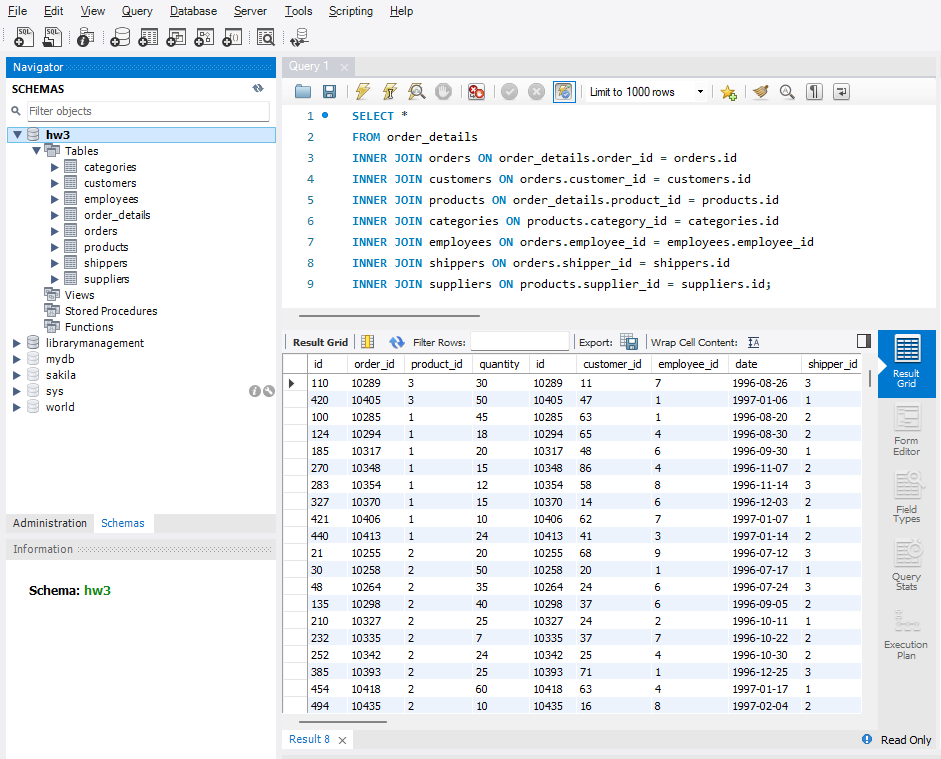 File Edit View Query Database Server Tools Scripting Help
Navigator
SCHEMAS
Filter objects
hw3
Tables
categories
customers
employees
order_details
orders
products
shippers
suppliers
Views
Stored Procedures
Functions
librarymanagement
mydb
sakila
sys
world
Administration Schemas
Information
Schema: hw3
Query 1
Limit to 1000 rows
1 SELECT *
2 FROM order_details
3 INNER JOIN orders ON order_details.order_id = orders.id
4 INNER JOIN customers ON orders.customer_id = customers.id
5 INNER JOIN products ON order_details.product_id = products.id
6 INNER JOIN categories ON products.category_id = categories.id
7 INNER JOIN employees ON orders.employee_id = employees.employee_id
8 INNER JOIN shippers ON orders.shipper_id = shippers.id
9 INNER JOIN suppliers ON products.supplier_id = suppliers.id;
Result Grid Filter Rows: Export: Wrap Cell Content:
id order_id product_id quantity id customer_id employee_id date shipper_id
110 10289 3 30 10289 11 7 1996-08-26 3
420 10405 3 50 10405 47 1 1997-01-06 1
100 10285 1 45 10285 63 1 1996-08-20 2
124 10294 1 18 10294 65 4 1996-08-30 2
185 10317 1 20 10317 48 6 1996-09-30 1
270 10348 1 15 10348 86 4 1996-11-07 2
283 10354 1 12 10354 58 8 1996-11-14 3
327 10370 1 15 10370 14 6 1996-12-03 2
421 10406 1 10 10406 62 7 1997-01-07 1
440 10413 1 24 10413 41 3 1997-01-14 2
21 10255 2 20 10255 68 9 1996-07-12 3
30 10258 2 50 10258 20 1 1996-07-17 1
48 10264 2 35 10264 24 6 1996-07-24 3
135 10298 2 40 10298 37 6 1996-09-05 2
210 10327 2 25 10327 24 2 1996-10-11 1
232 10335 2 7 10335 37 7 1996-10-22 2
252 10342 2 24 10342 25 4 1996-10-30 2
385 10393 2 25 10393 71 1 1996-12-25 3
454 10418 2 60 10418 63 4 1997-01-17 1
494 10435 2 10 10435 16 8 1997-02-04 2
Result
Grid
Form
Editor
Field
Types
Query
Stats
Execution
Plan
Result 8
Read Only